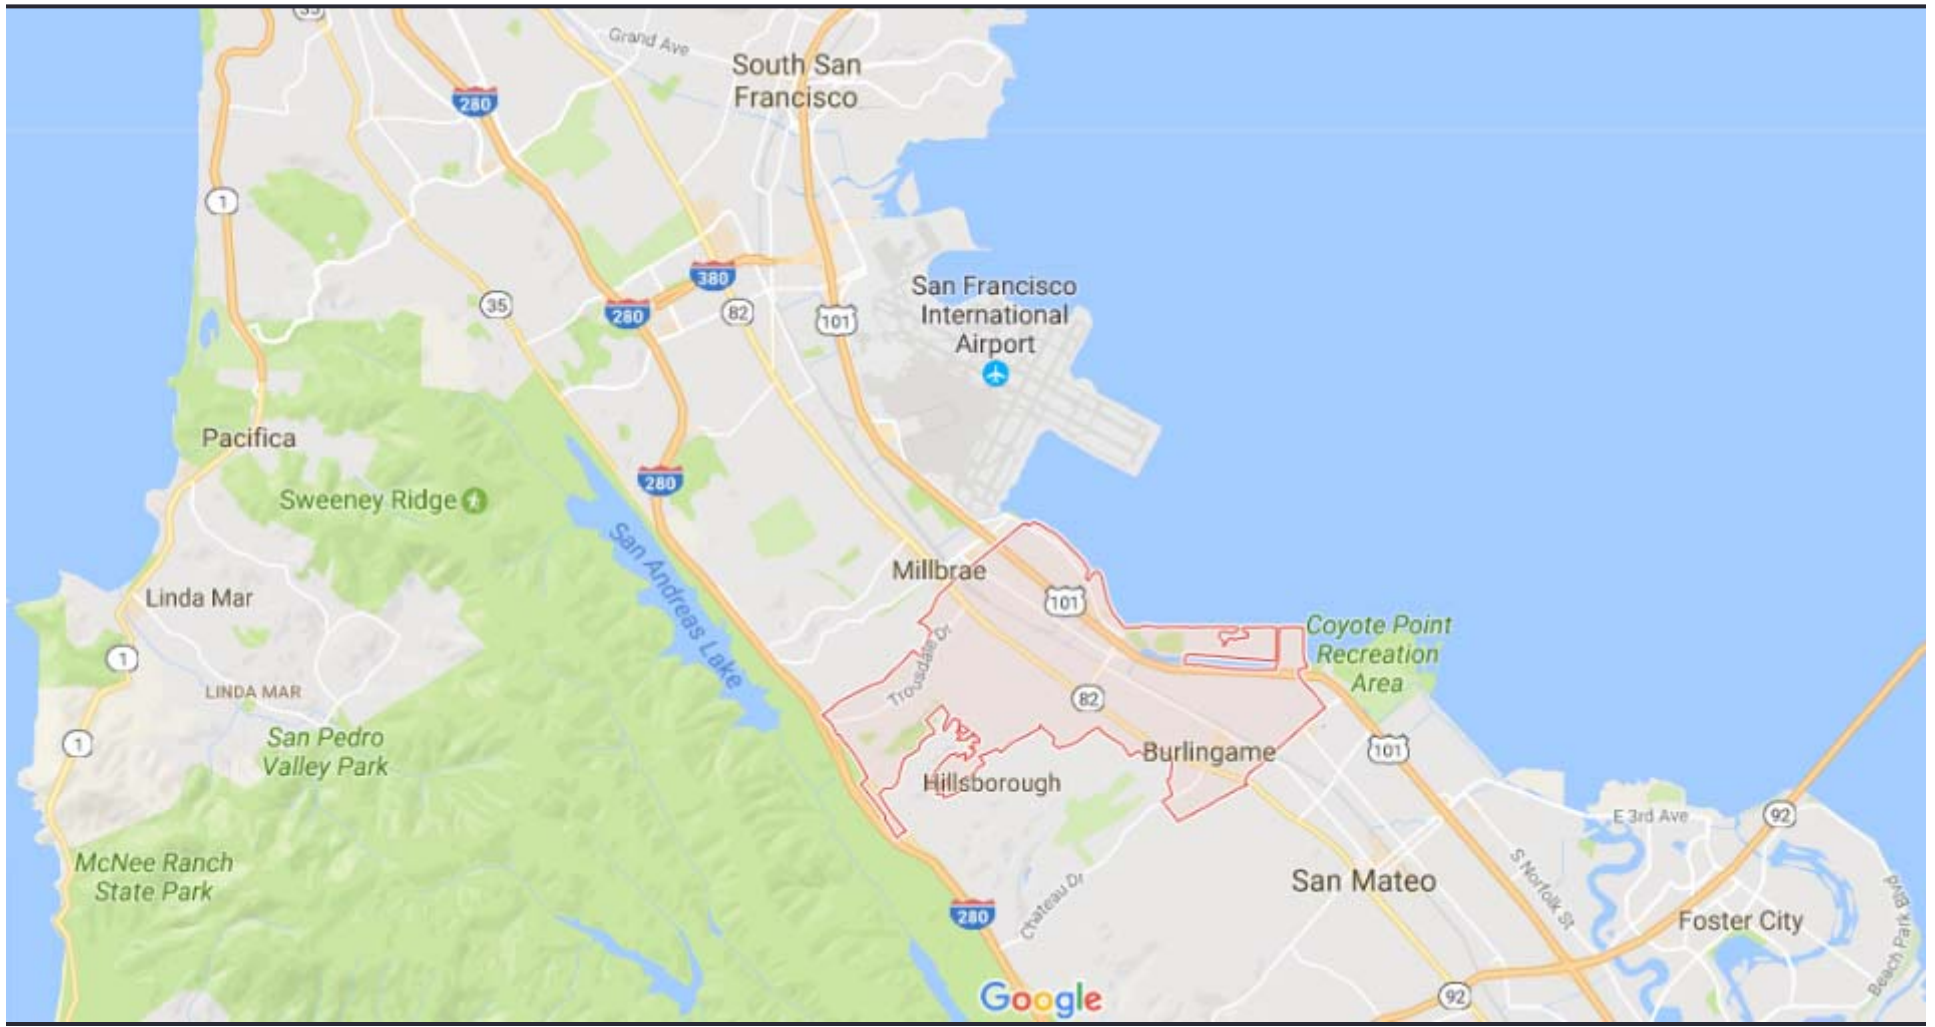 35
Grand Ave
South San
Francisco
280
1
San Francisco
International
Airport
380
35
280
82
101
Pacifica
280
Sweeney Ridge
San Andreas Lake
Millbrae
Linda Mar
101
Coyote Point
Recreation
Area
Trousdale Dr
1
LINDA MAR
82
San Pedro
Valley Park
1
Burlingame
101
Hillsborough
E 3rd Ave
92
McNee Ranch
State Park
San Mateo
S Norfolk St
Chateau Dr
280
Foster City
Beach Park Blvd
92
Google